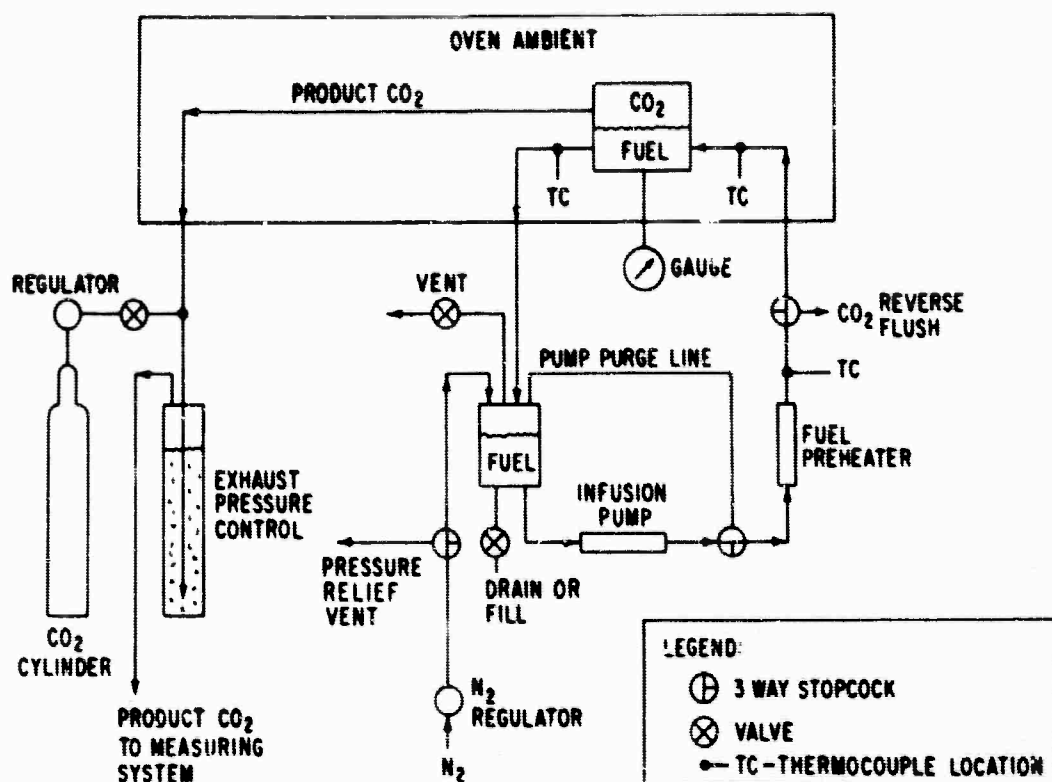 OVEN AMBIENT
PRODUCT CO₂
CO₂
FUEL
TC
TC
REGULATOR
VENT
GAUGE
CO₂ REVERSE
FLUSH
PUMP PURGE LINE
TC
FUEL
FUEL
PREHEATER
EXHAUST
PRESSURE
CONTROL
INFUSION
PUMP
PRESSURE
RELIEF
VENT
DRAIN OR
FILL
CO₂
CYLINDER
PRODUCT CO₂
TO MEASURING
SYSTEM
N₂
REGULATOR
N₂
LEGEND:
3 WAY STOPCOCK
VALVE
TC-THERMOCOUPLE LOCATION